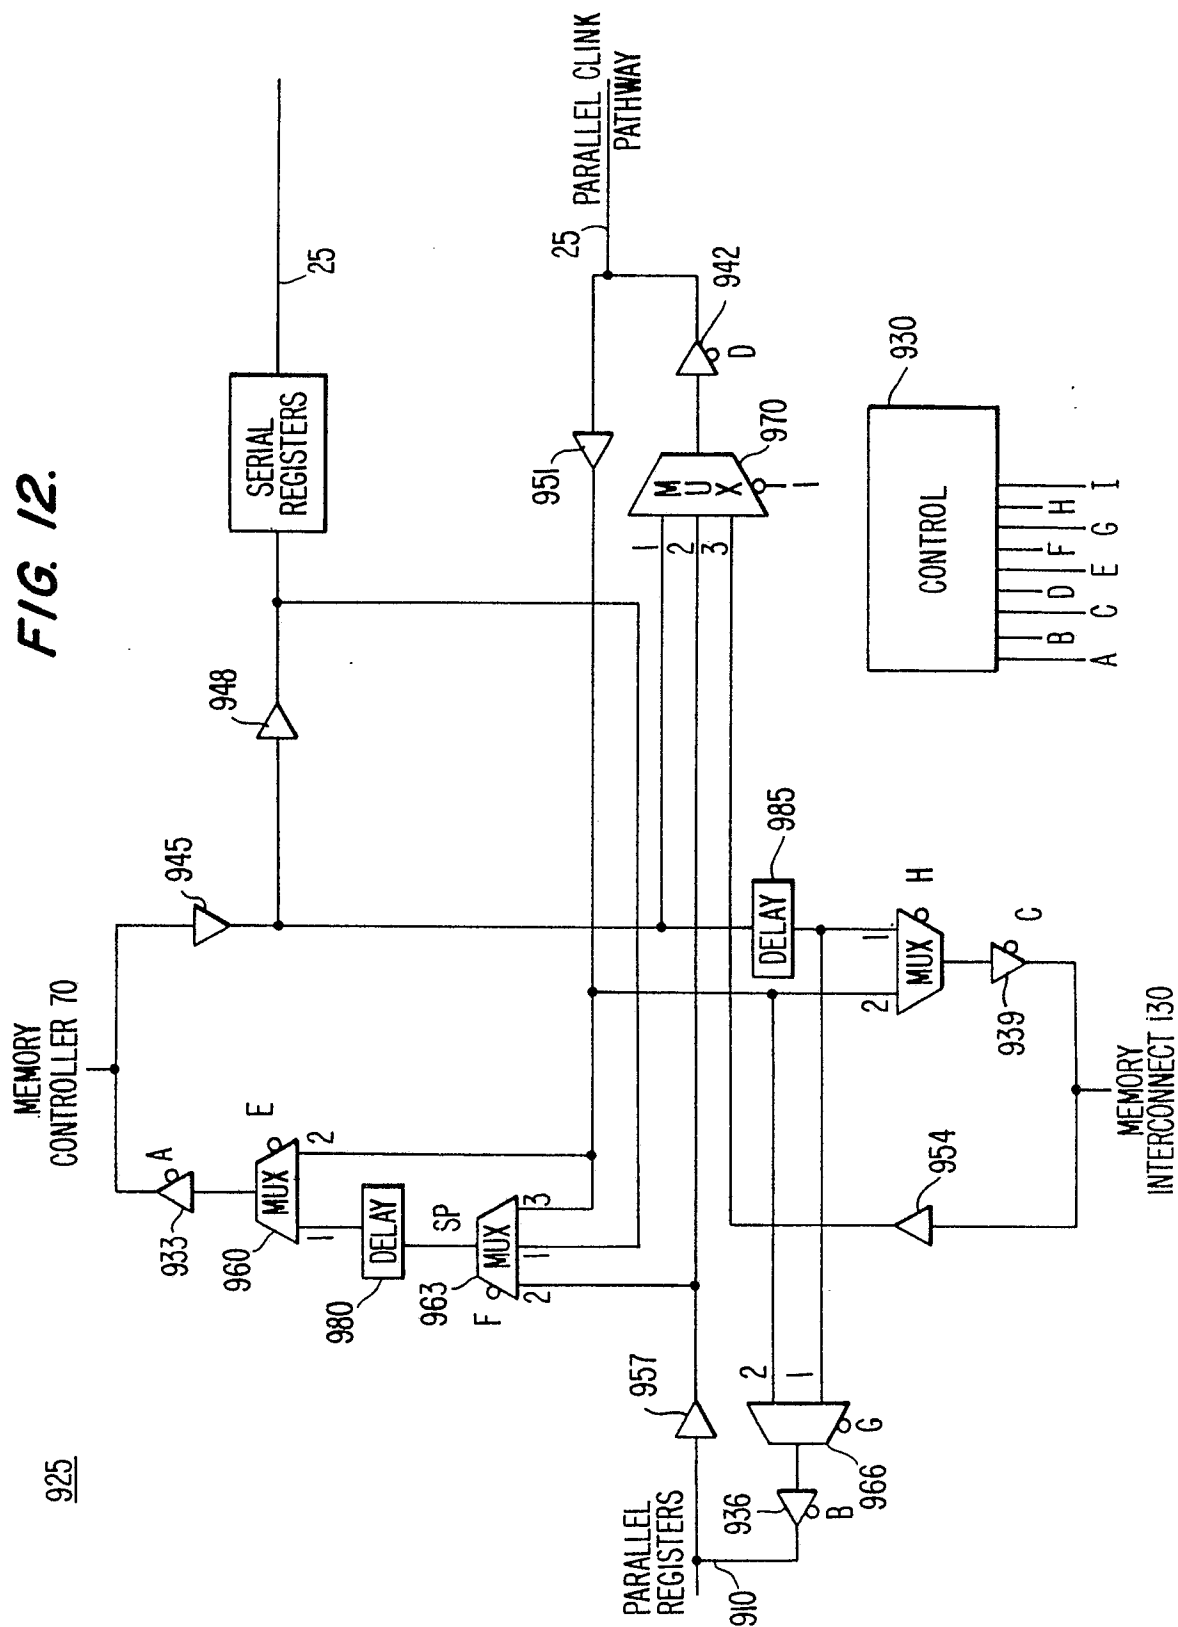 FIG. 12.
925
MEMORY
CONTROLLER 70
945
948
SERIAL
REGISTERS
25
A
933
E
MUX
960
1
2
DELAY
980
SP
MUX
963
F
2
1
3
951
25
PARALLEL CLINK
PATHWAY
1
2
3
MUX
970
I
942
D
PARALLEL
REGISTERS
957
910
936
B
966
G
2
1
DELAY
985
2
1
MUX
H
939
C
954
MEMORY
INTERCONNECT i30
CONTROL
930
A
B
C
D
E
F
G
H
I